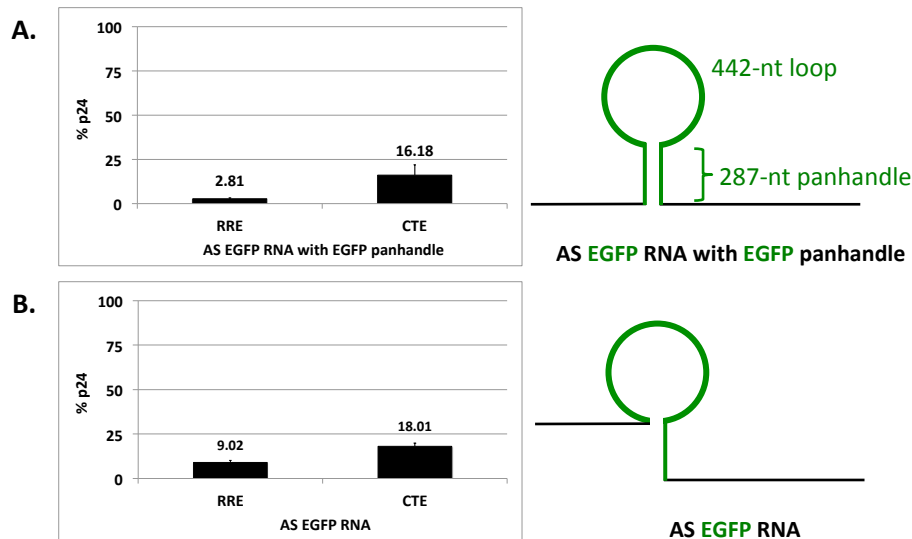 A.
100
75
50
25
0
% p24
2.81
16.18
RRE
CTE
AS EGFP RNA with EGFP panhandle
442-nt loop
287-nt panhandle
AS EGFP RNA with EGFP panhandle
B.
100
75
50
25
0
% p24
9.02
18.01
RRE
CTE
AS EGFP RNA
AS EGFP RNA